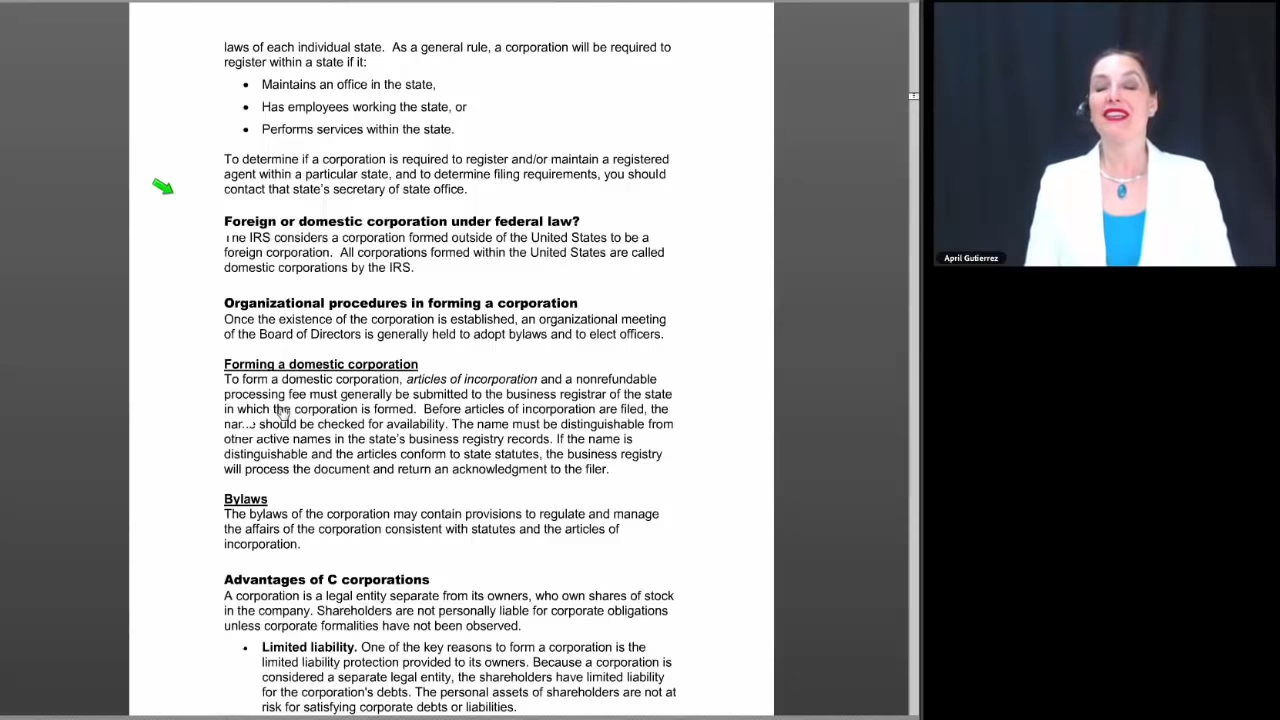 laws of each individual state. As a general rule, a corporation will be required to
register within a state if it:
• Maintains an office in the state,
• Has employees working the state, or
• Performs services within the state.
To determine if a corporation is required to register and/or maintain a registered
agent within a particular state, and to determine filing requirements, you should
contact that state's secretary of state office.
Foreign or domestic corporation under federal law?
The IRS considers a corporation formed outside of the United States to be a
foreign corporation. All corporations formed within the United States are called
domestic corporations by the IRS.
Organizational procedures in forming a corporation
Once the existence of the corporation is established, an organizational meeting
of the Board of Directors is generally held to adopt bylaws and to elect officers.
Forming a domestic corporation
To form a domestic corporation, articles of incorporation and a nonrefundable
processing fee must generally be submitted to the business registrar of the state
in which the corporation is formed. Before articles of incorporation are filed, the
should be checked for availability. The name must be distinguishable from
other active names in the state's business registry records. If the name is
distinguishable and the articles conform to state statutes, the business registry
will process the document and return an acknowledgment to the filer.
Bylaws
The bylaws of the corporation may contain provisions to regulate and manage
the affairs of the corporation consistent with statutes and the articles of
incorporation.
Advantages of C corporations
A corporation is a legal entity separate from its owners, who own shares of stock
in the company. Shareholders are not personally liable for corporate obligations
unless corporate formalities have not been observed.
• Limited liability. One of the key reasons to form a corporation is the
limited liability protection provided to its owners. Because a corporation is
considered a separate legal entity, the shareholders have limited liability
for the corporation's debts. The personal assets of shareholders are not at
risk for satisfying corporate debts or liabilities.
April Gutierrez